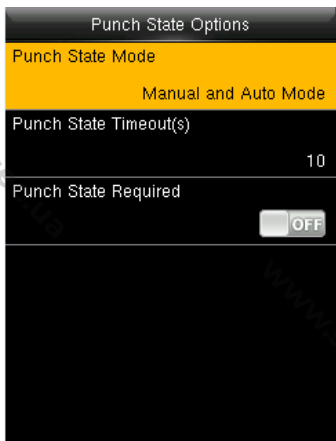 Punch State Options
Punch State Mode
Manual and Auto Mode
Punch State Timeout(s)
10
Punch State Required
OFF